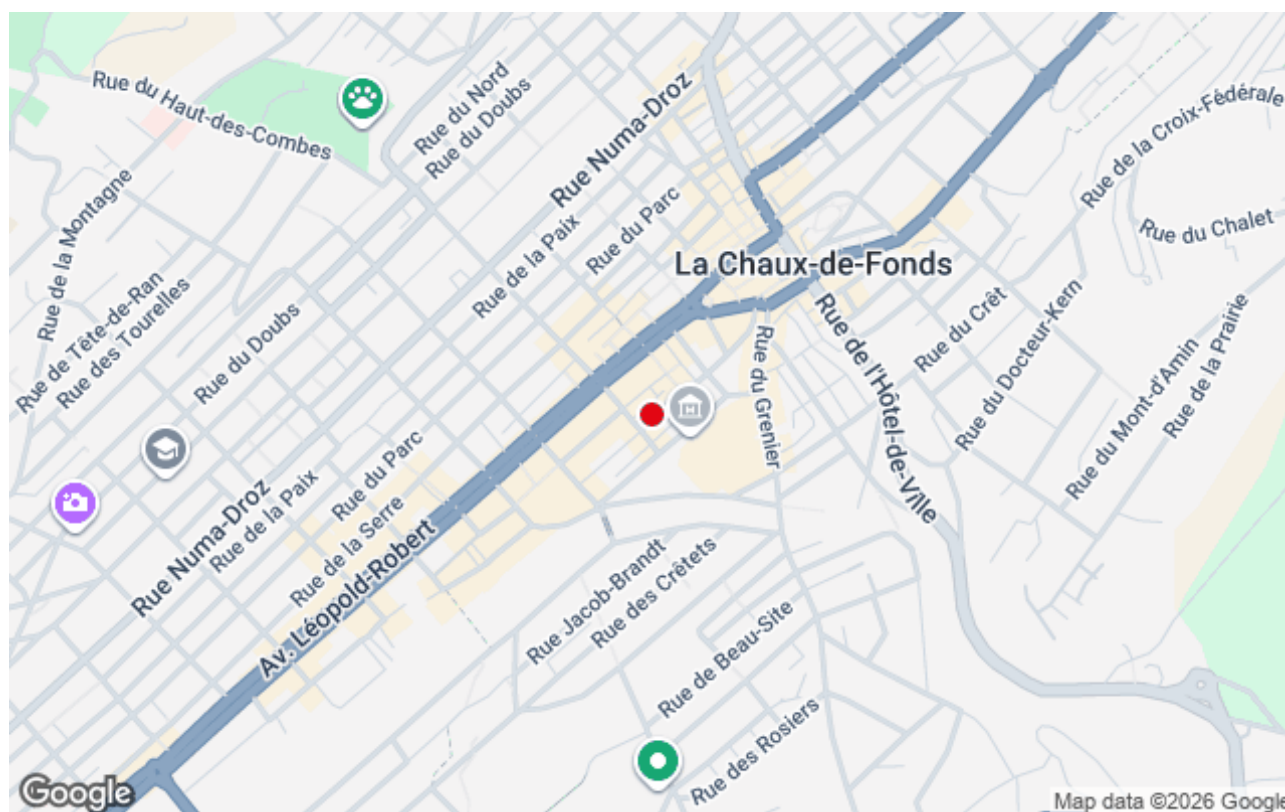 Rue du Haut-des-Combes
Rue du Nord
Rue du Doubs
Rue Numa-Droz
Rue de la Croix-Fédérale
Rue de la Montagne
Rue de la Paix
Rue du Parc
Rue du Chalet
La Chaux-de-Fonds
Rue de Tête-de-Ran
Rue des Tourelles
Rue du Doubs
Rue du Grenier
Rue de l'Hôtel-de-Ville
Rue du Crêt
Rue du Docteur-Kern
Rue du Mont-d'Amin
Rue de la Prairie
Rue Numa-Droz
Rue de la Paix
Rue du Parc
Rue de la Serre
Av. Léopold-Robert
Rue Jacob-Brandt
Rue des Crêtets
Rue de Beau-Site
Rue des Rosiers
Google
Map data ©2026 Google